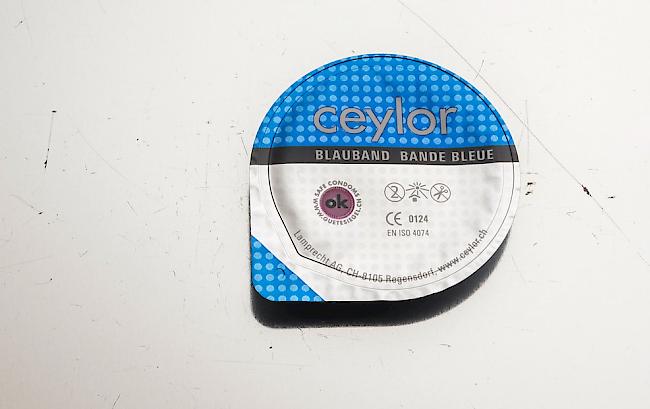 ceylor
BLAUBAND BANDE BLEUE
SAFE CONDOMS
ok
WWW.GUETESIEGEL.CH
2
CE 0124
EN ISO 4074
Lamprecht AG, CH-8105 Regensdorf, www.ceylor.ch